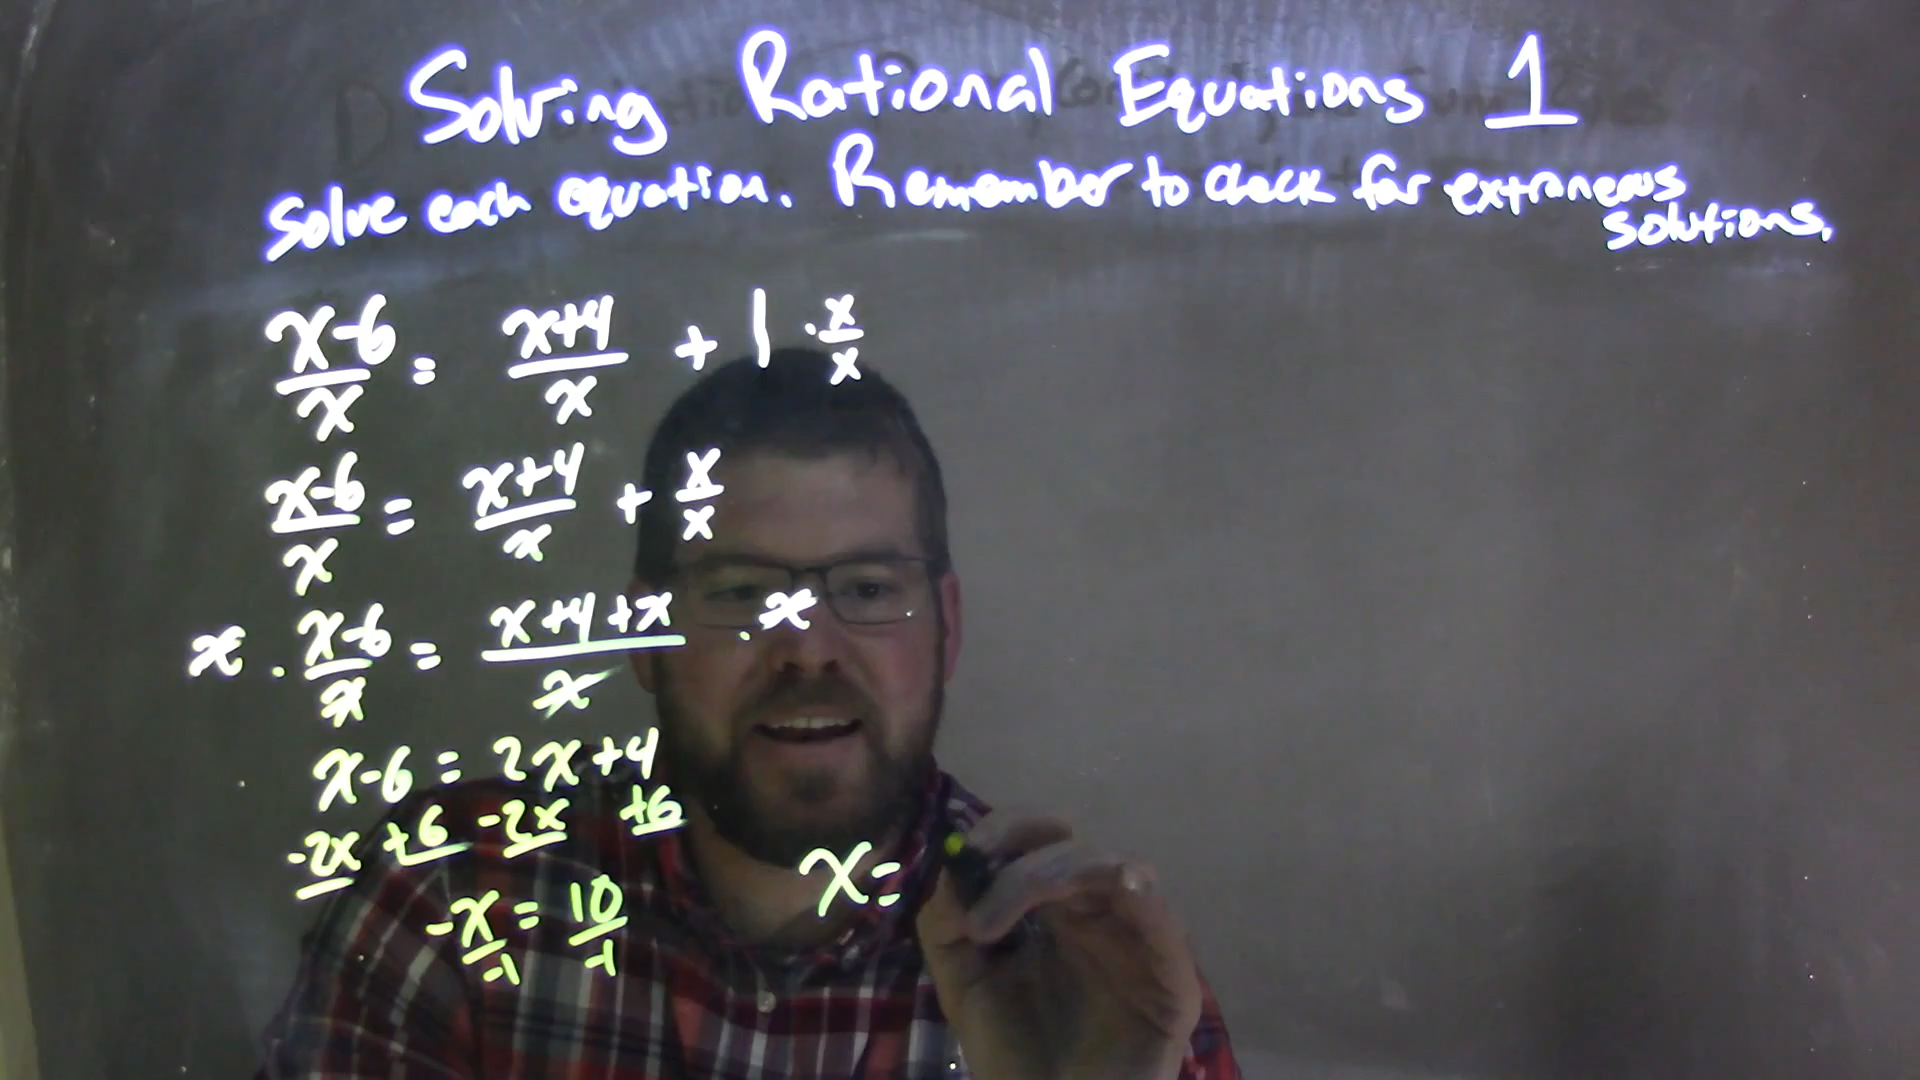 Solving Rational Equations 1
Solve each equation. Remember to check for extraneous
solutions.
x-6/x = x+4/x + 1 · x/x
x-6/x = x+4/x + x/x
x · x-6/x = x+4+x/x · x
x-6 = 2x+4
-2x +6 -2x +6
-x/-1 = 10/-1
x=